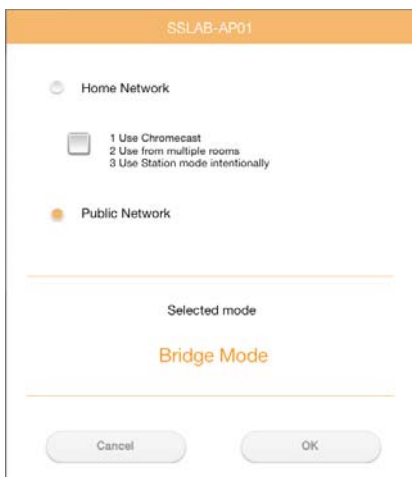 SSLAB-AP01
Home Network
1 Use Chromecast
2 Use from multiple rooms
3 Use Station mode intentionally
Public Network
Selected mode
Bridge Mode
Cancel
OK